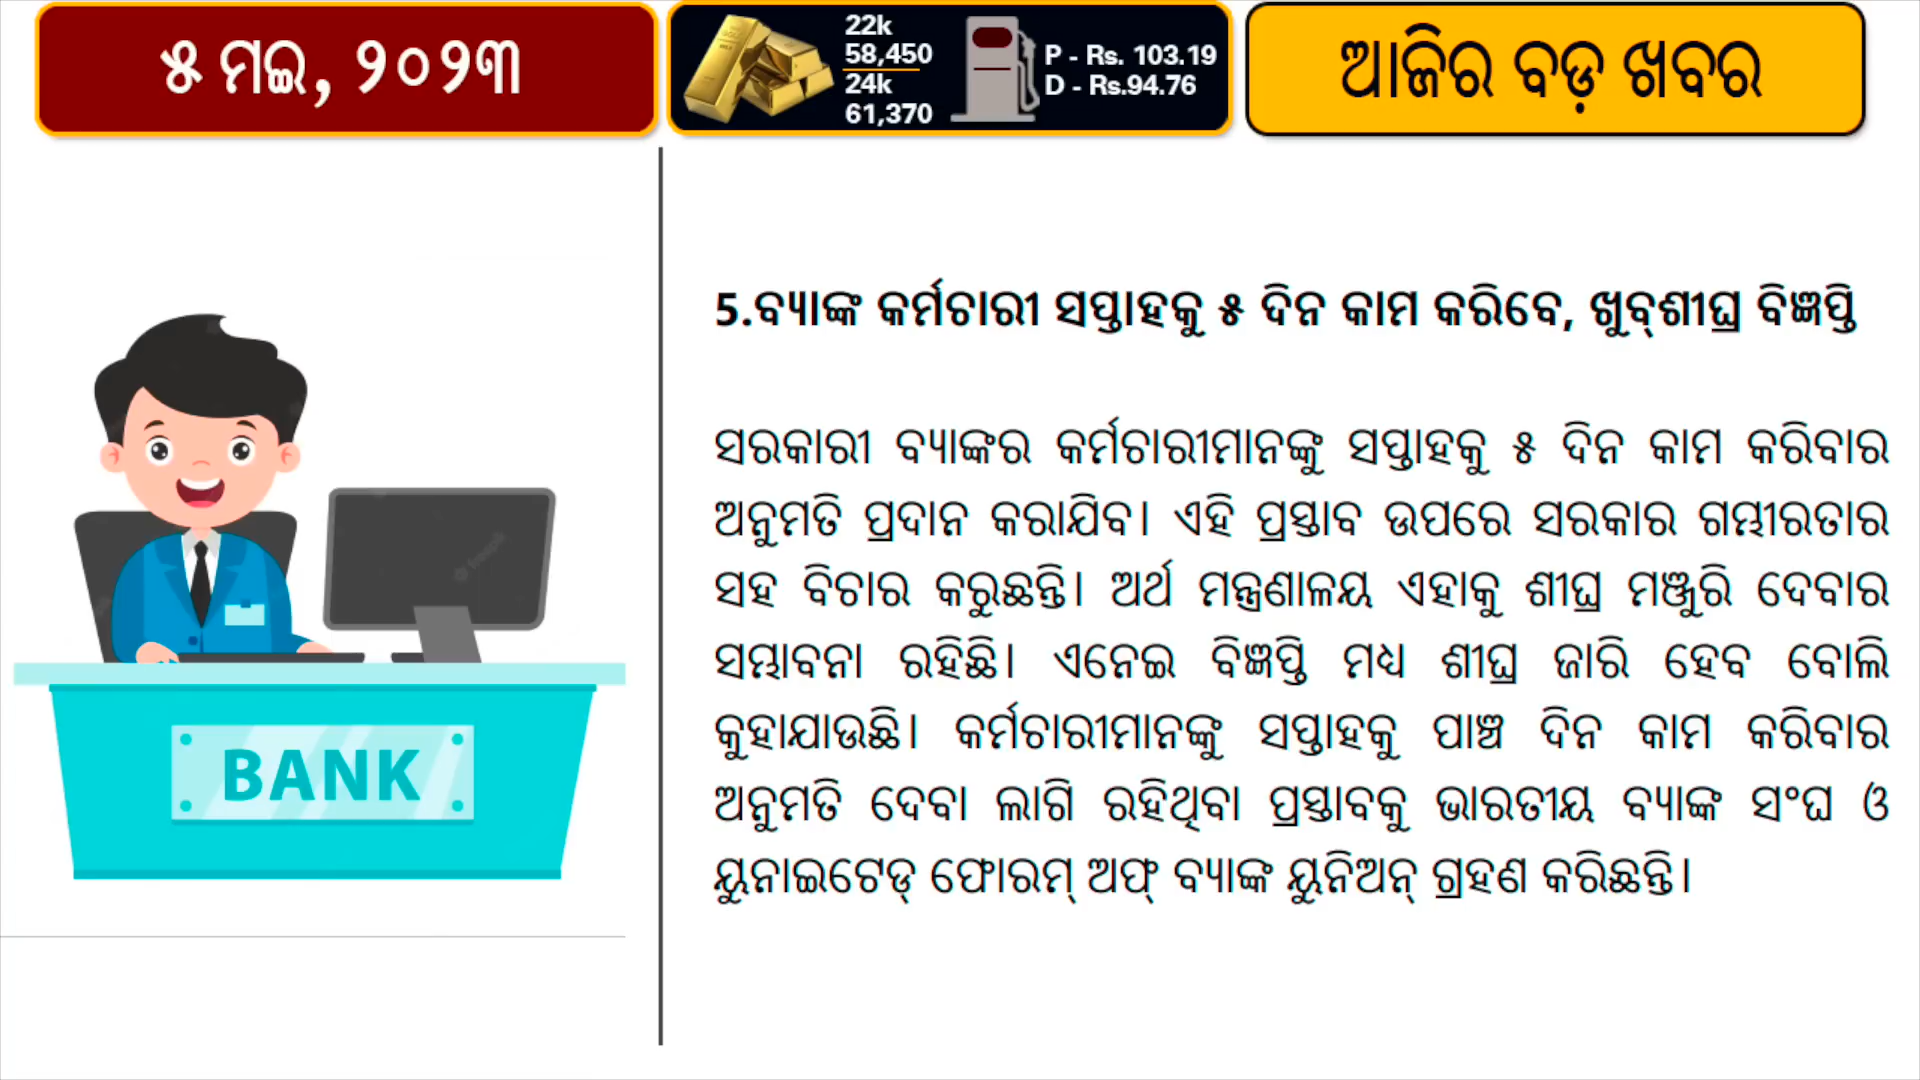 ୫ ମଇ, ୨୦୨୩
22k
58,450
24k
61,370
P - Rs. 103.19
D - Rs.94.76
ଆଜିର ବଡ଼ ଖବର
5.ବ୍ୟାଙ୍କ କର୍ମଚାରୀ ସପ୍ତାହକୁ ୫ ଦିନ କାମ କରିବେ, ଖୁବ୍‌ଶୀଘ୍ର ବିଜ୍ଞପ୍ତି
ସରକାରୀ ବ୍ୟାଙ୍କର କର୍ମଚାରୀମାନଙ୍କୁ ସପ୍ତାହକୁ ୫ ଦିନ କାମ କରିବାର
ଅନୁମତି ପ୍ରଦାନ କରାଯିବ। ଏହି ପ୍ରସ୍ତାବ ଉପରେ ସରକାର ଗମ୍ଭୀରତାର
ସହ ବିଚାର କରୁଛନ୍ତି। ଅର୍ଥ ମନ୍ତ୍ରଣାଳୟ ଏହାକୁ ଶୀଘ୍ର ମଞ୍ଜୁରି ଦେବାର
ସମ୍ଭାବନା ରହିଛି। ଏନେଇ ବିଜ୍ଞପ୍ତି ମଧ୍ୟ ଶୀଘ୍ର ଜାରି ହେବ ବୋଲି
କୁହାଯାଉଛି। କର୍ମଚାରୀମାନଙ୍କୁ ସପ୍ତାହକୁ ପାଞ୍ଚ ଦିନ କାମ କରିବାର
ଅନୁମତି ଦେବା ଲାଗି ରହିଥିବା ପ୍ରସ୍ତାବକୁ ଭାରତୀୟ ବ୍ୟାଙ୍କ ସଂଘ ଓ
ୟୁନାଇଟେଡ୍ ଫୋରମ୍ ଅଫ୍ ବ୍ୟାଙ୍କ ୟୁନିଅନ୍ ଗ୍ରହଣ କରିଛନ୍ତି।
BANK